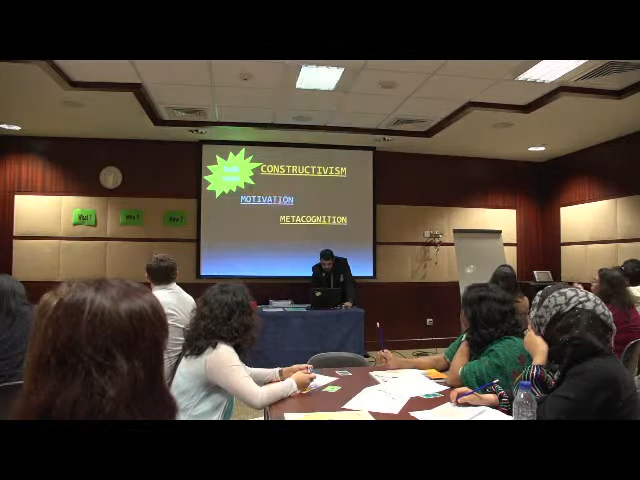 CONSTRUCTIVISM
MOTIVATION
METACOGNITION
What ?
Why ?
How ?